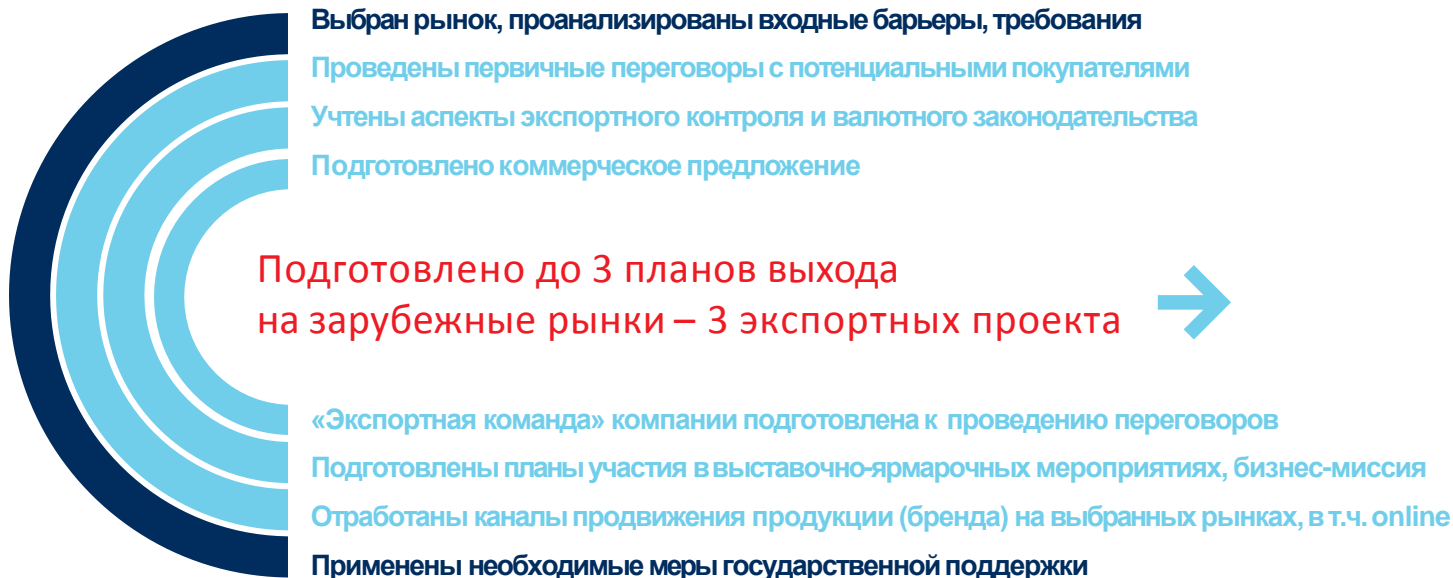 Выбран рынок, проанализированы входные барьеры, требования
Проведены первичные переговоры с потенциальными покупателями
Учтены аспекты экспортного контроля и валютного законодательства
Подготовлено коммерческое предложение
Подготовлено до 3 планов выхода
на зарубежные рынки – 3 экспортных проекта
«Экспортная команда» компании подготовлена к проведению переговоров
Подготовлены планы участия в выставочно-ярмарочных мероприятиях, бизнес-миссия
Отработаны каналы продвижения продукции (бренда) на выбранных рынках, в т.ч. online
Применены необходимые меры государственной поддержки